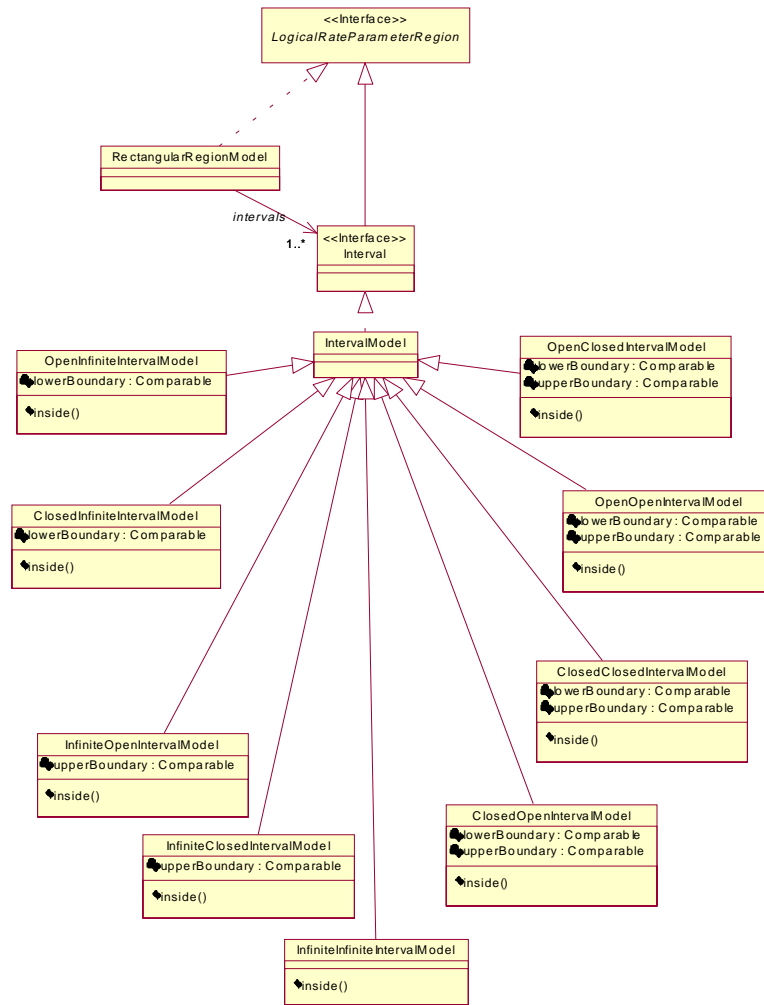 <<Interface>>
LogicalRateParameterRegion
RectangularRegionModel
intervals
1..*
<<Interface>>
Interval
IntervalModel
OpenInfiniteIntervalModel
lowerBoundary : Comparable
inside()
OpenClosedIntervalModel
lowerBoundary : Comparable
upperBoundary : Comparable
inside()
ClosedInfiniteIntervalModel
lowerBoundary : Comparable
inside()
OpenOpenIntervalModel
lowerBoundary : Comparable
upperBoundary : Comparable
inside()
ClosedClosedIntervalModel
lowerBoundary : Comparable
upperBoundary : Comparable
inside()
InfiniteOpenIntervalModel
upperBoundary : Comparable
inside()
ClosedOpenIntervalModel
lowerBoundary : Comparable
upperBoundary : Comparable
inside()
InfiniteClosedIntervalModel
upperBoundary : Comparable
inside()
InfiniteInfiniteIntervalModel
inside()